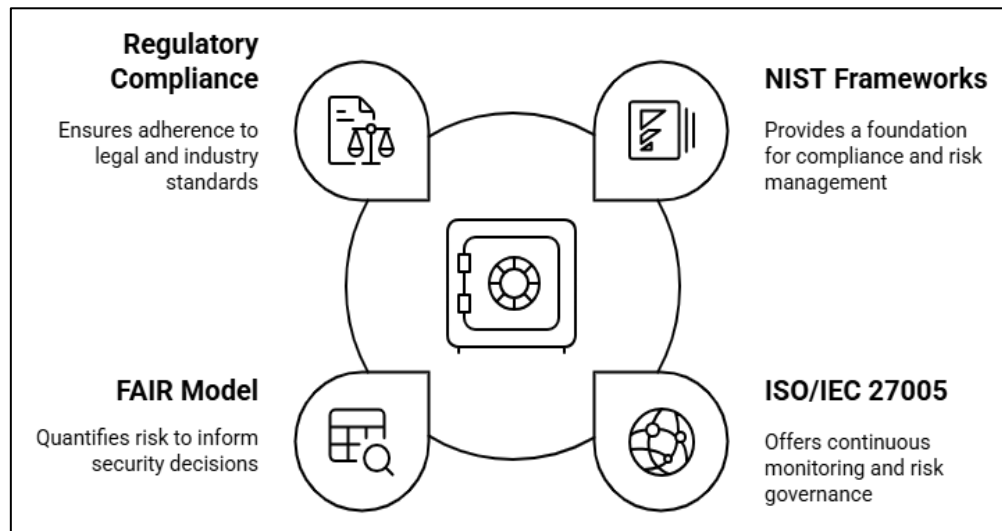 Regulatory
Compliance
Ensures adherence to
legal and industry
standards
NIST Frameworks
Provides a foundation
for compliance and risk
management
FAIR Model
Quantifies risk to inform
security decisions
ISO/IEC 27005
Offers continuous
monitoring and risk
governance